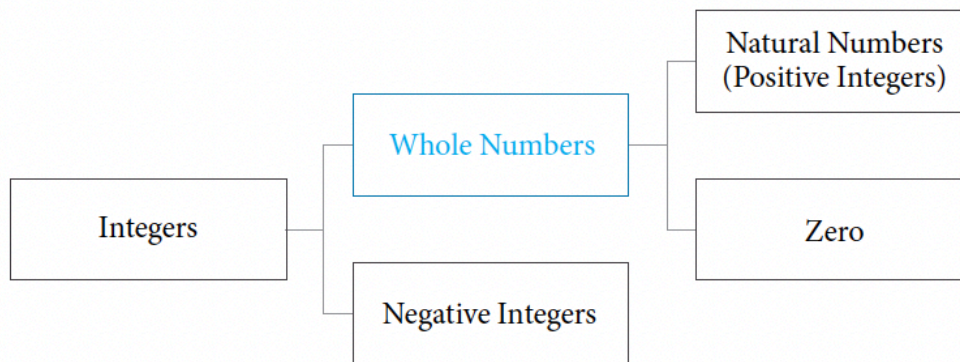 Natural Numbers
(Positive Integers)
Whole Numbers
Integers
Zero
Negative Integers